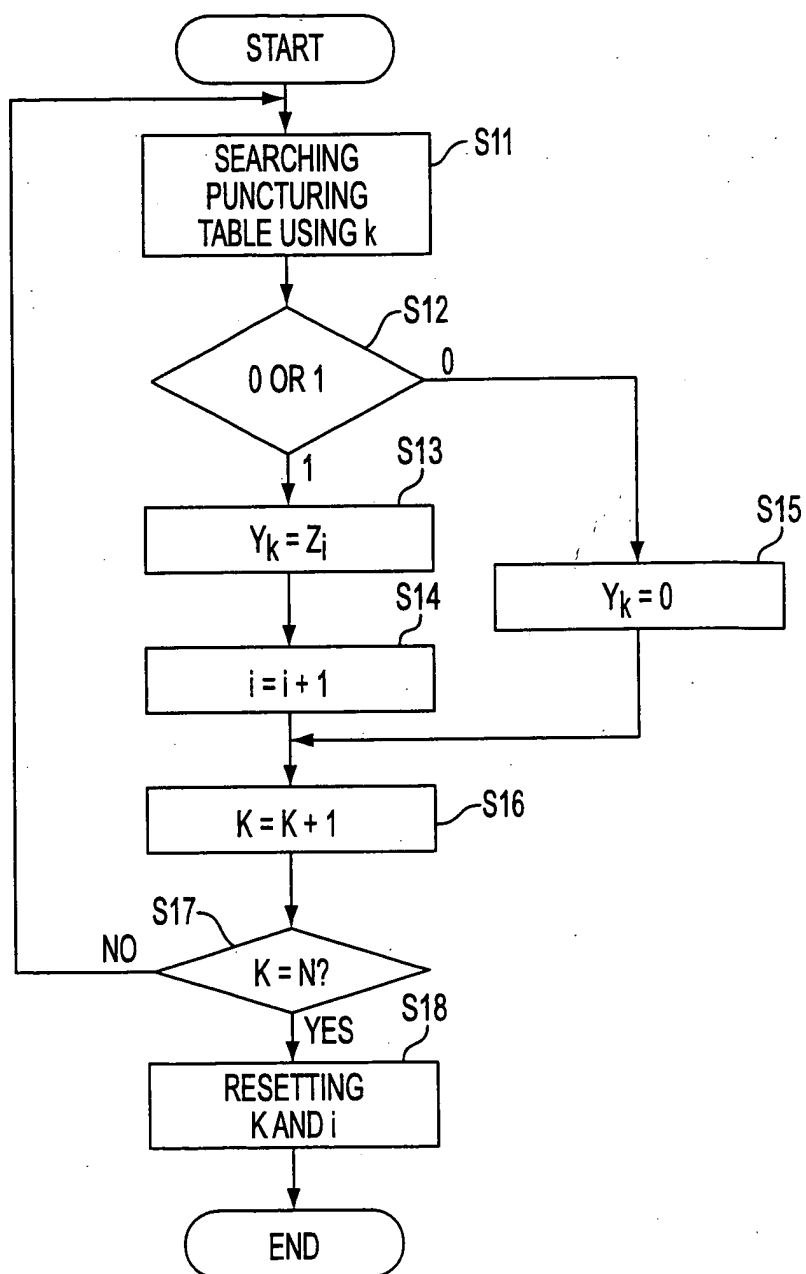 START
S11
SEARCHING
PUNCTURING
TABLE USING k
S12
0 OR 1
0
1
S13
Yk = Zi
S15
Yk = 0
S14
i = i + 1
K = K + 1
S16
S17
NO
K = N?
YES
S18
RESETTING
K AND i
END